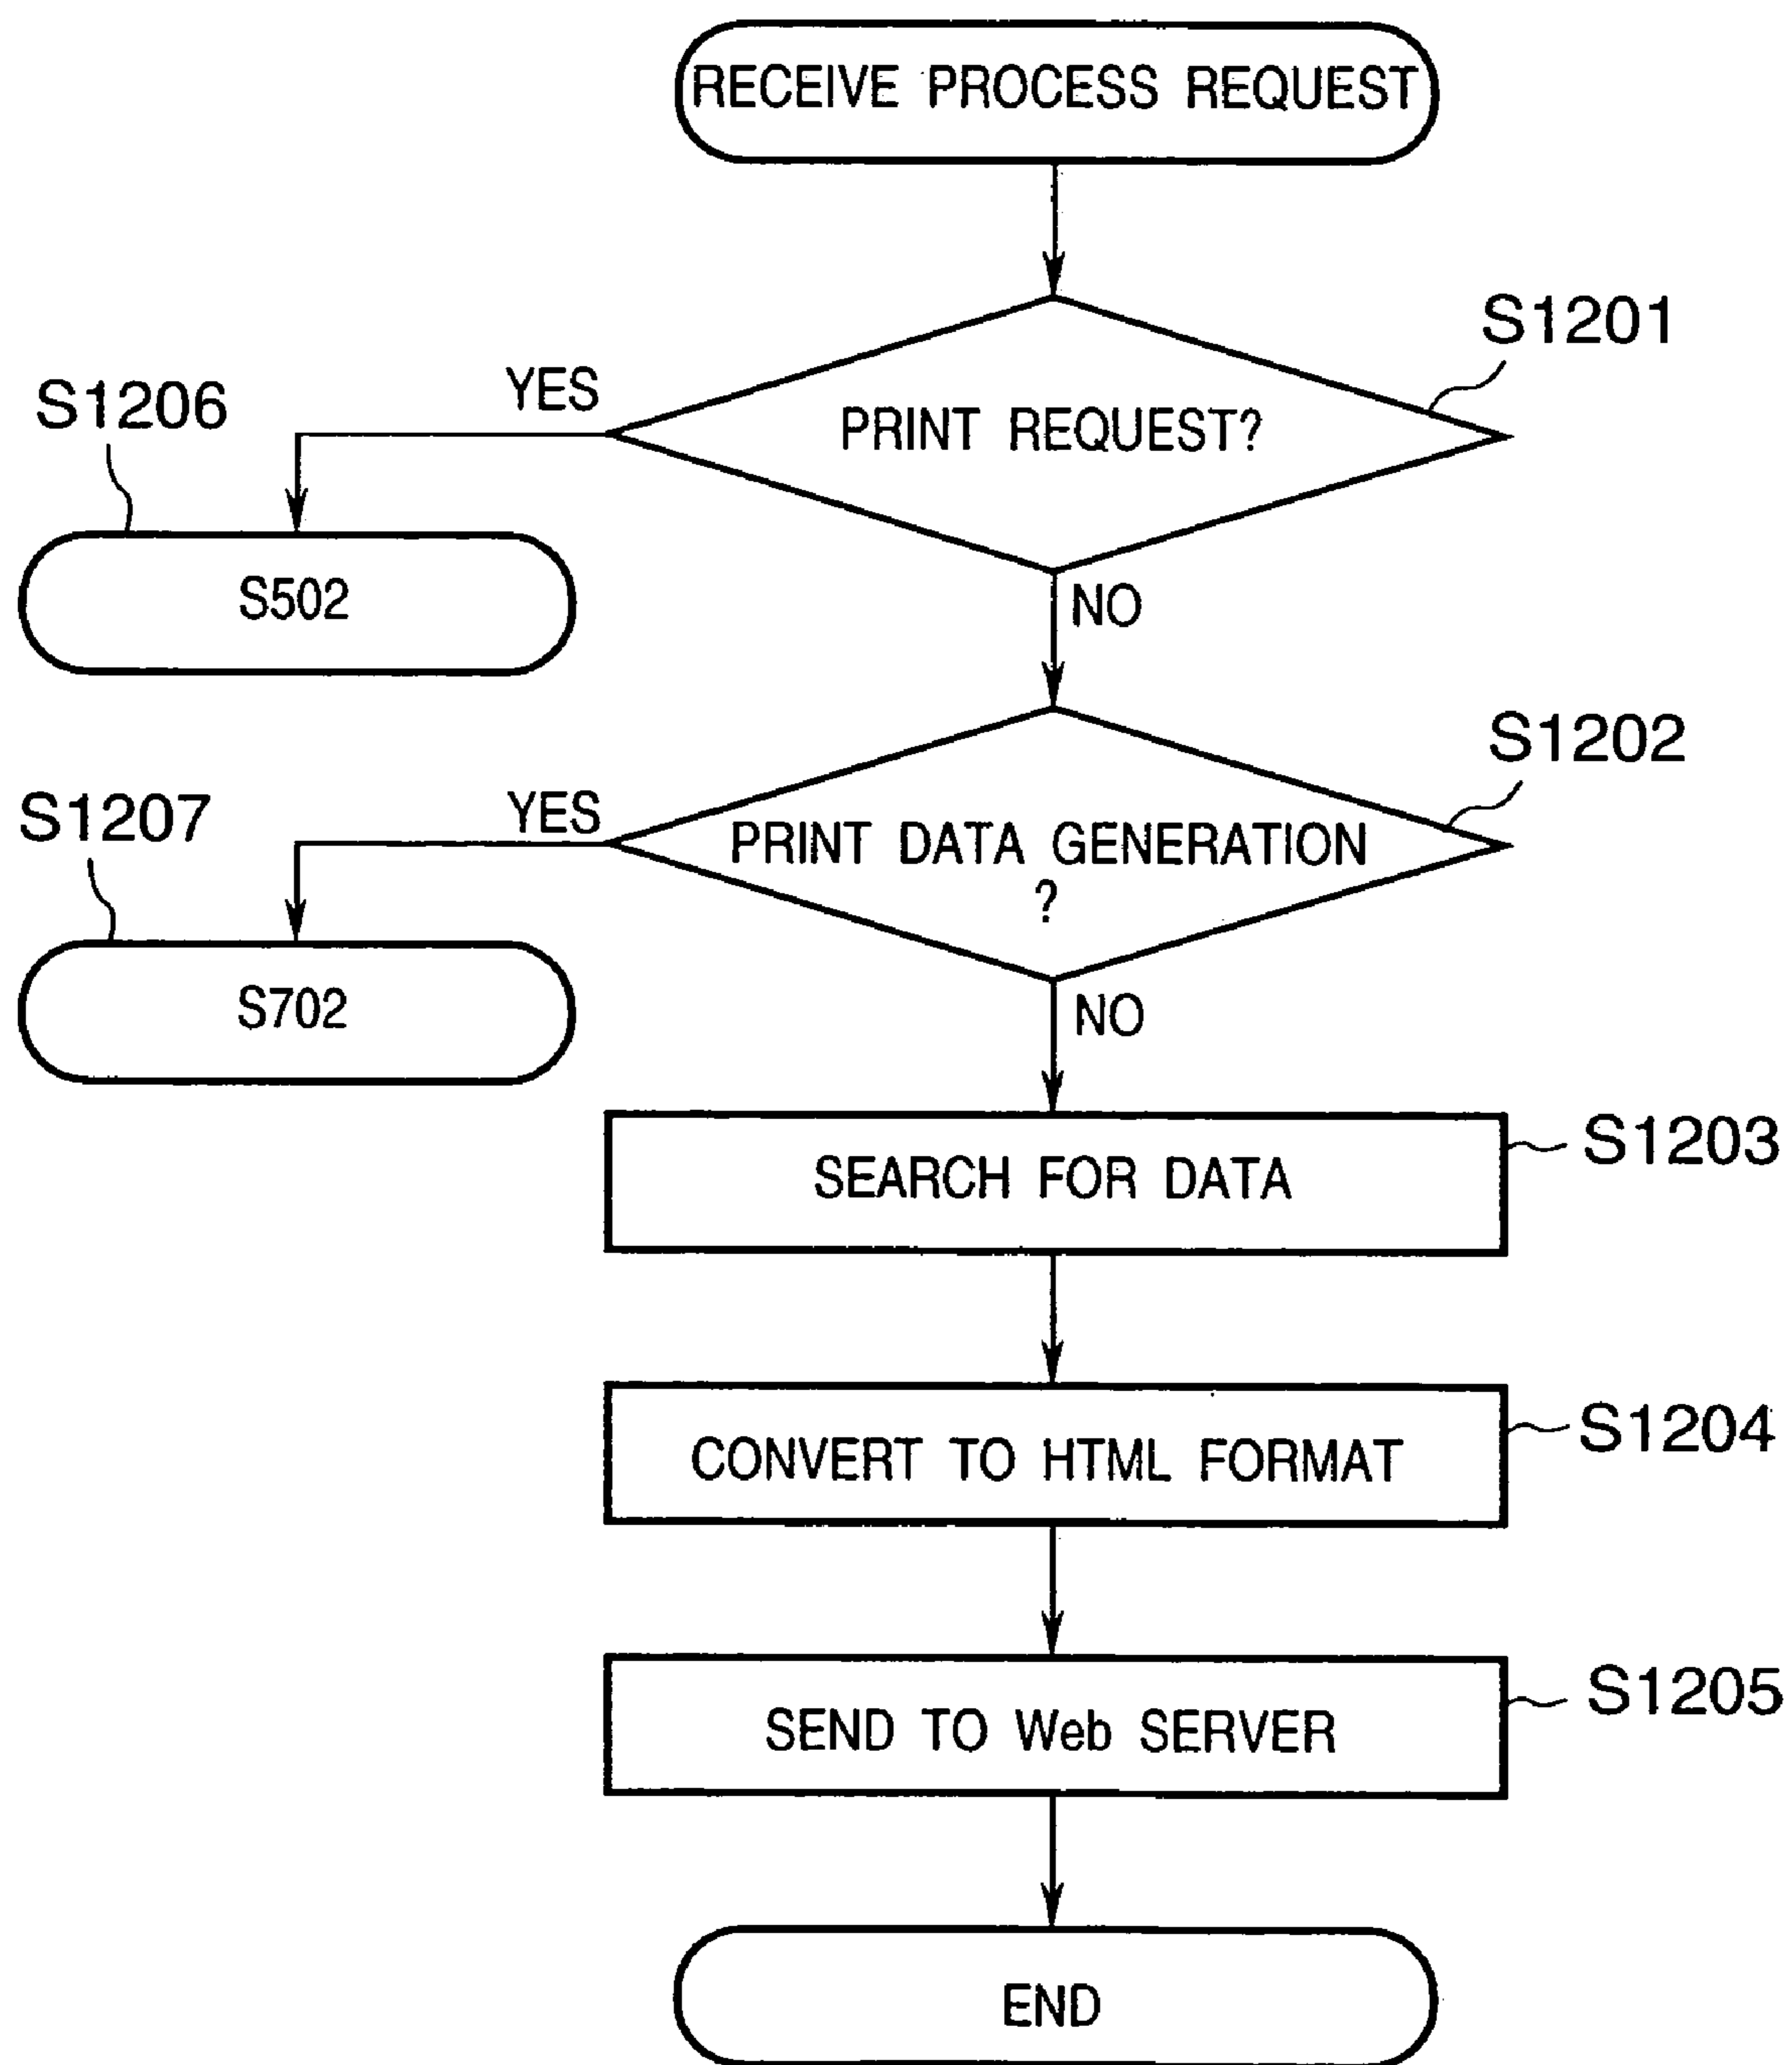 RECEIVE PROCESS REQUEST
S1201
YES
PRINT REQUEST?
S1206
S502
NO
S1202
YES
PRINT DATA GENERATION
?
S1207
S702
NO
SEARCH FOR DATA
S1203
CONVERT TO HTML FORMAT
S1204
SEND TO Web SERVER
S1205
END